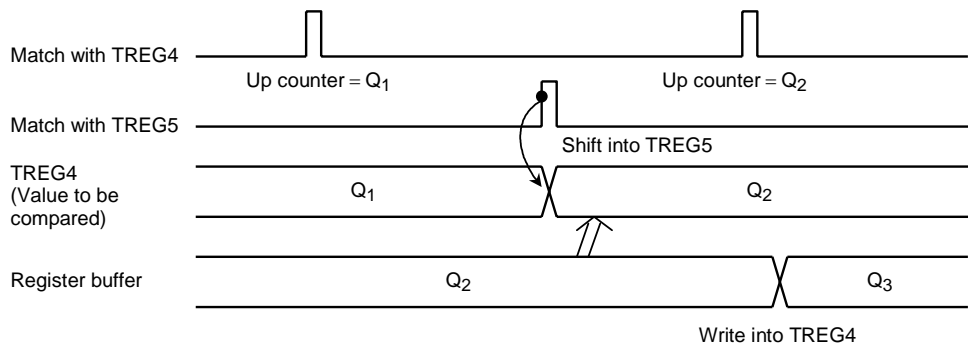 Match with TREG4
Up counter = Q1
Up counter = Q2
Match with TREG5
Shift into TREG5
TREG4
(Value to be
compared)
Q1
Q2
Register buffer
Q2
Q3
Write into TREG4